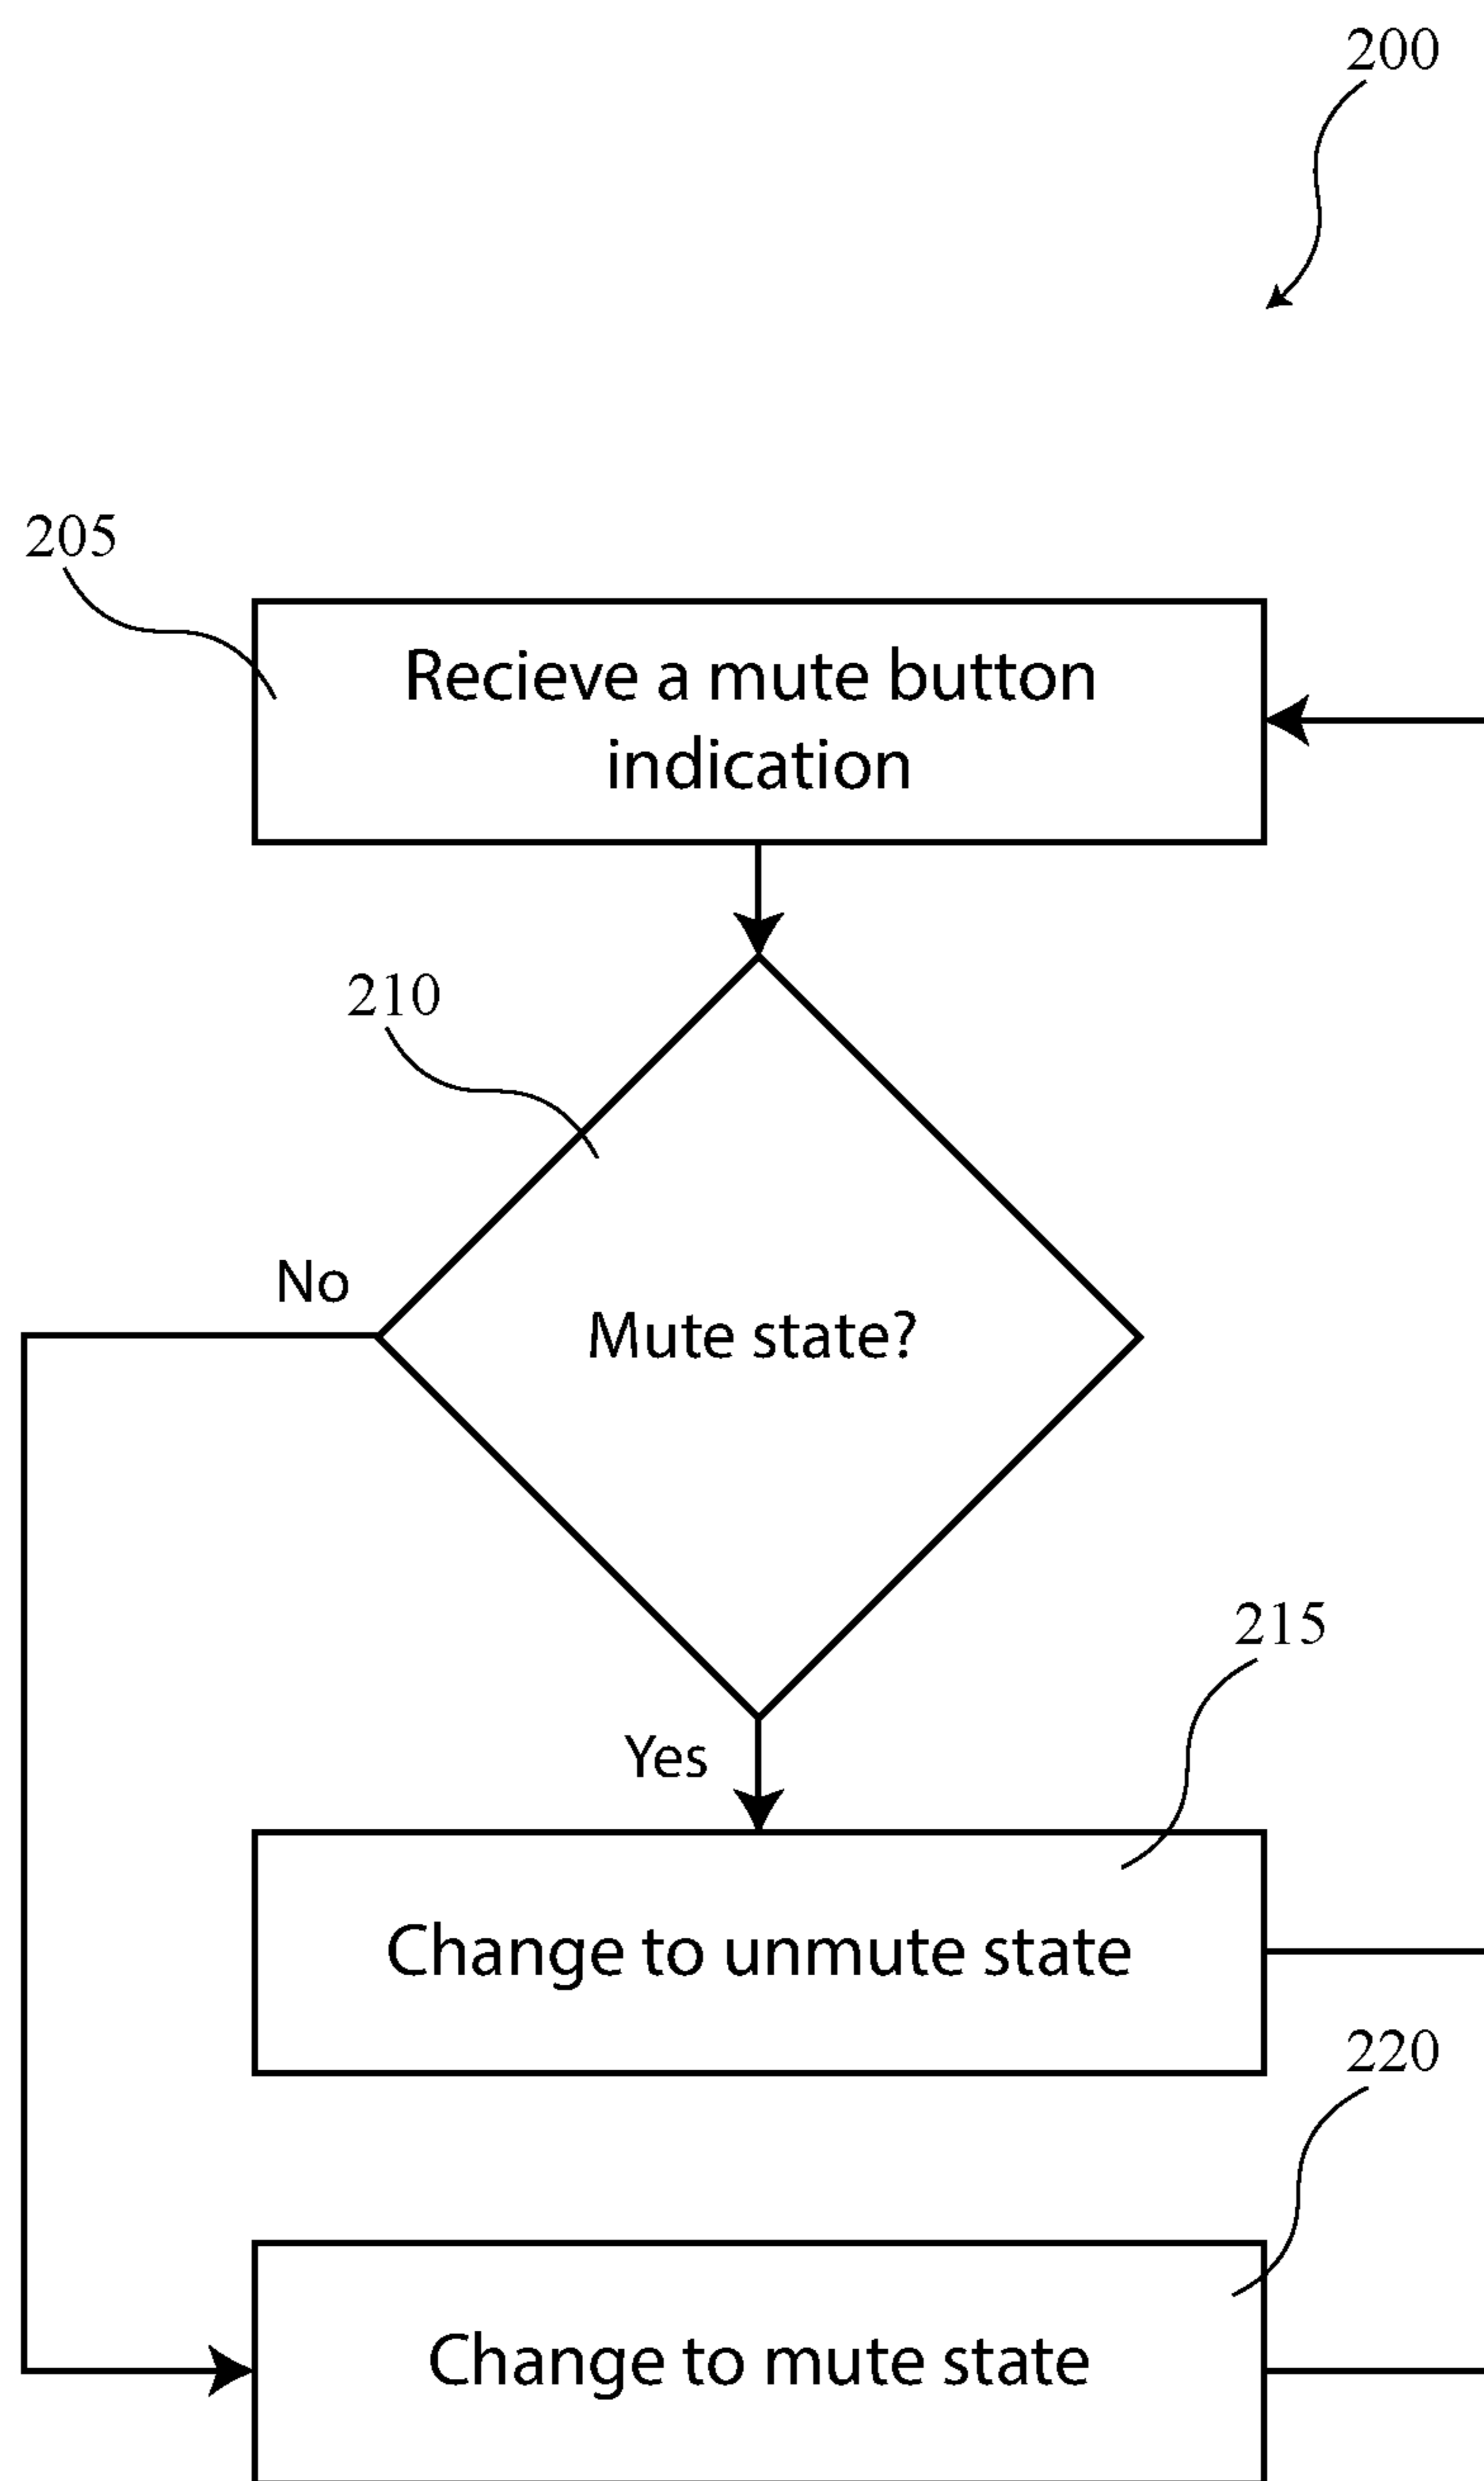 200
205
Recieve a mute button
indication
210
No
Mute state?
215
Yes
Change to unmute state
220
Change to mute state